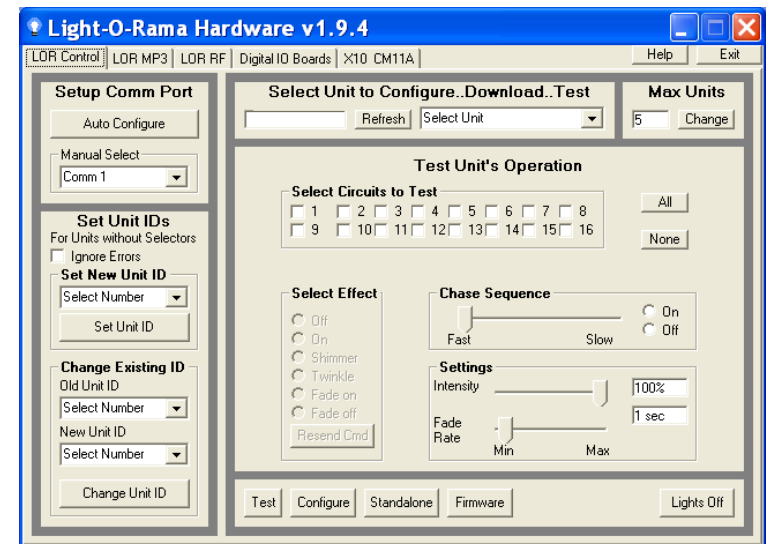 Light-O-Rama Hardware v1.9.4
LOR Control LOR MP3 LOR RF Digital IO Boards X10 CM11A Help Exit
Setup Comm Port
Auto Configure
Manual Select
Comm 1
Select Unit to Configure..Download..Test
Refresh Select Unit
Max Units
5 Change
Set Unit IDs
For Units without Selectors
Ignore Errors
Set New Unit ID
Select Number
Set Unit ID
Change Existing ID
Old Unit ID
Select Number
New Unit ID
Select Number
Change Unit ID
Test Unit's Operation
Select Circuits to Test
1 2 3 4 5 6 7 8
9 10 11 12 13 14 15 16
All
None
Select Effect
Off
On
Shimmer
Twinkle
Fade on
Fade off
Resend Cmd
Chase Sequence
Fast Slow
On
Off
Settings
Intensity 100%
Fade
Rate
1 sec
Min Max
Test Configure Standalone Firmware Lights Off